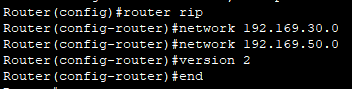 Router(config)#router rip
Router(config-router)#network 192.169.30.0
Router(config-router)#network 192.169.50.0
Router(config-router)#version 2
Router(config-router)#end